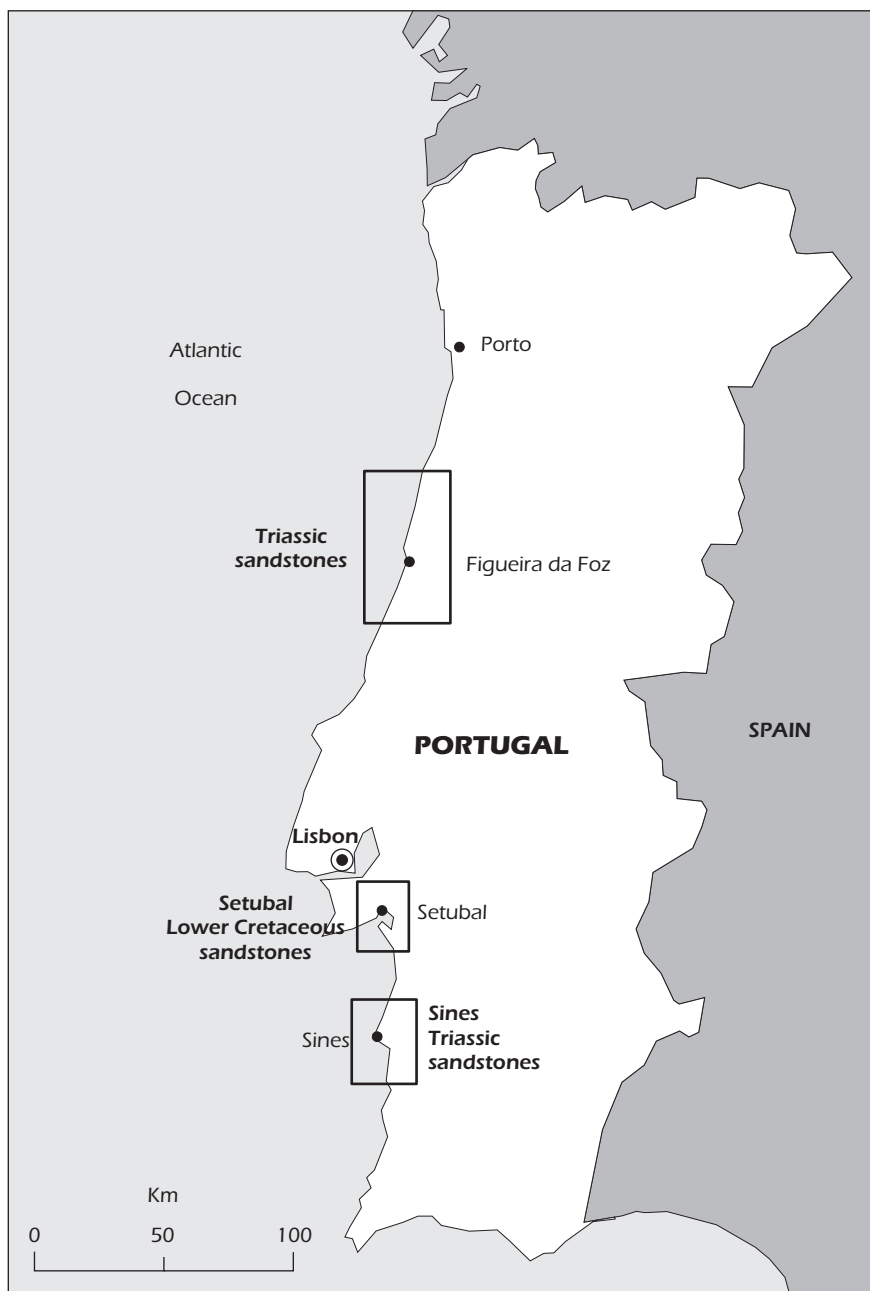 Atlantic
Ocean
Porto
Triassic
sandstones
Figueira da Foz
PORTUGAL
SPAIN
Lisbon
Setubal
Lower Cretaceous
sandstones
Setubal
Sines
Sines
Triassic
sandstones
Km
0 50 100